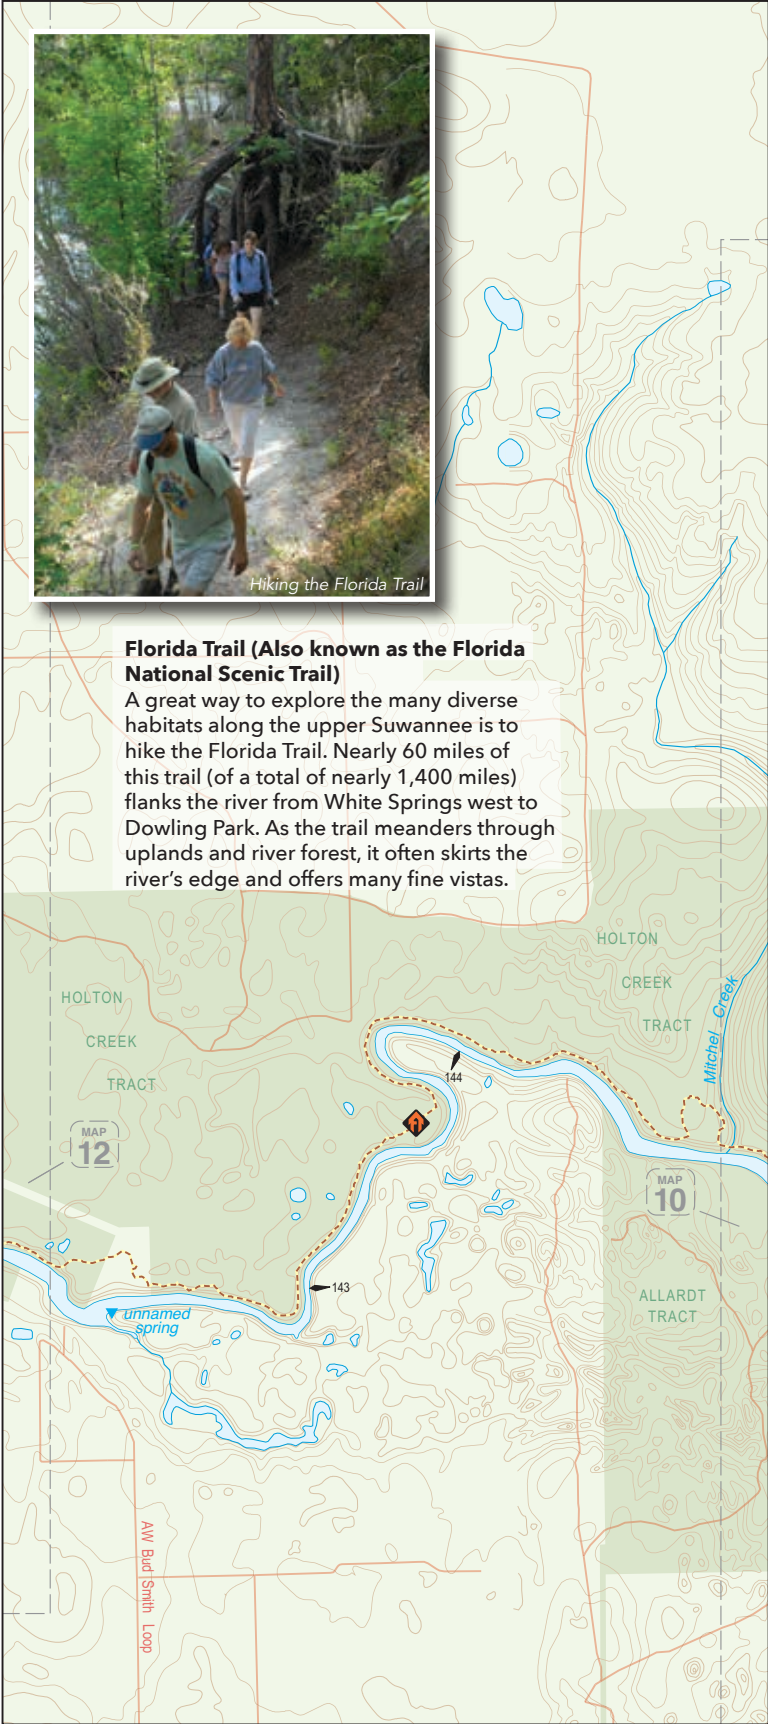 Hiking the Florida Trail
Florida Trail (Also known as the Florida
National Scenic Trail)
A great way to explore the many diverse
habitats along the upper Suwannee is to
hike the Florida Trail. Nearly 60 miles of
this trail (of a total of nearly 1,400 miles)
flanks the river from White Springs west to
Dowling Park. As the trail meanders through
uplands and river forest, it often skirts the
river's edge and offers many fine vistas.
HOLTON
CREEK
TRACT
HOLTON
CREEK
TRACT
Mitchel Creek
144
MAP
12
MAP
10
143
unnamed
spring
ALLARDT
TRACT
AW Bud Smith Loop